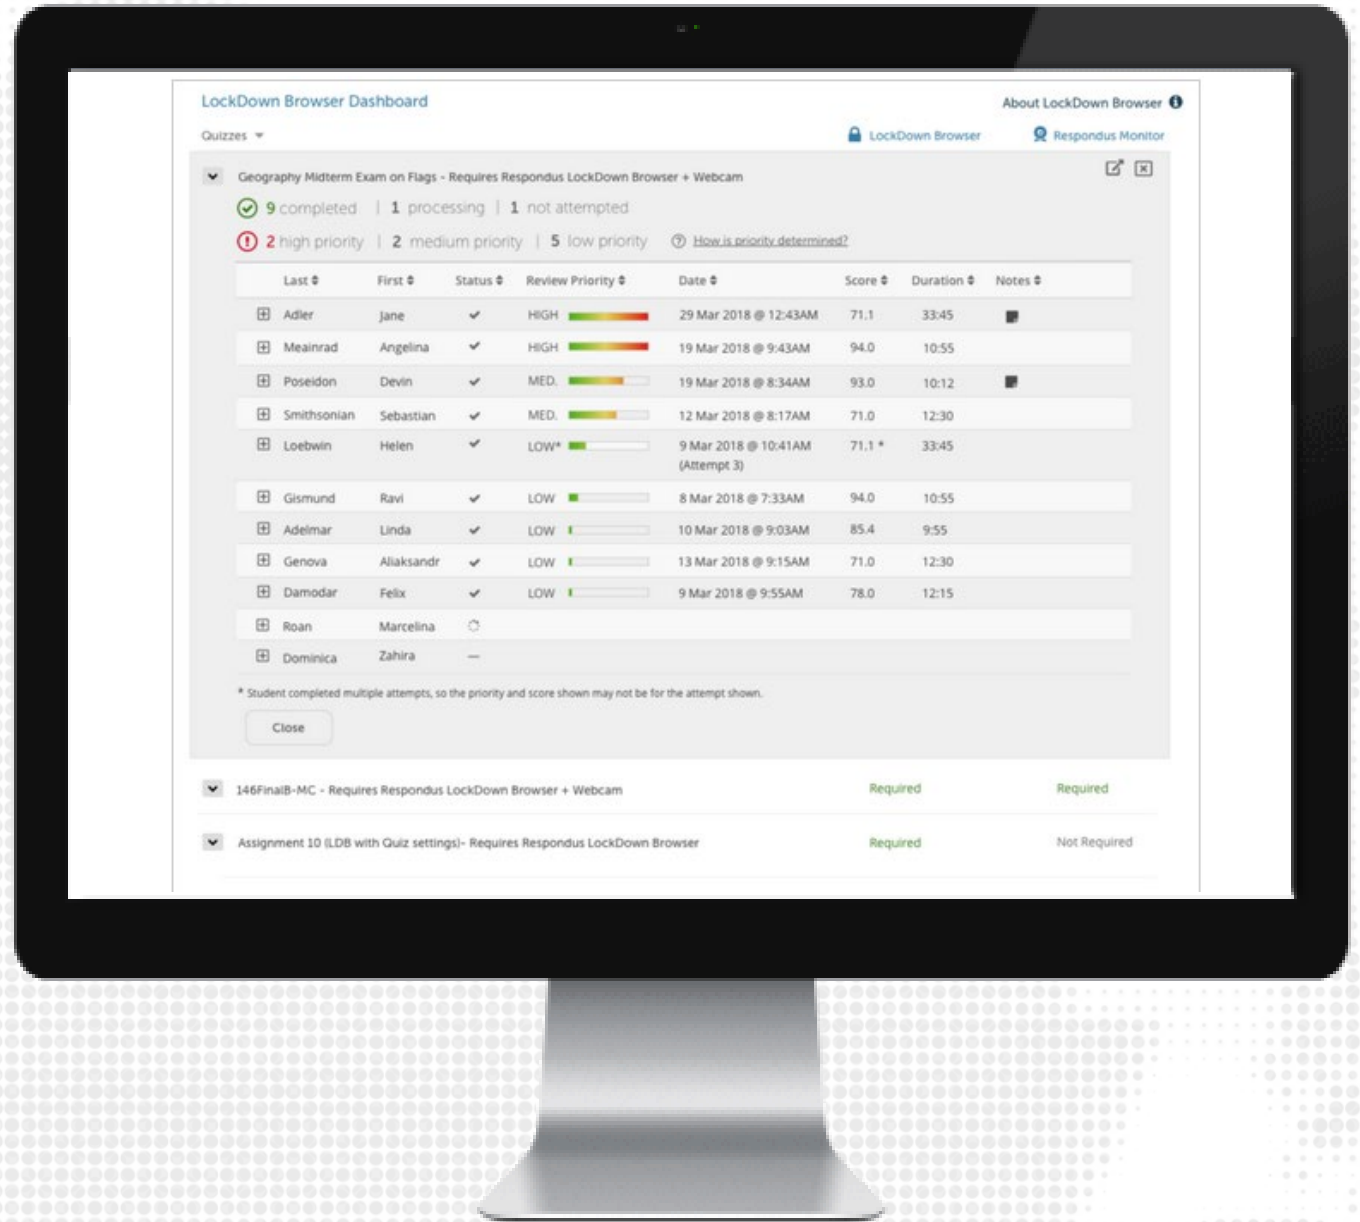 LockDown Browser Dashboard
About LockDown Browser
Quizzes
LockDown Browser
Respondus Monitor
Geography Midterm Exam on Flags - Requires Respondus LockDown Browser + Webcam
9 completed | 1 processing | 1 not attempted
2 high priority | 2 medium priority | 5 low priority How is priority determined?
Last First Status Review Priority Date Score Duration Notes
Adler Jane HIGH 29 Mar 2018 @ 12:43AM 71.1 33:45
Meainrad Angelina HIGH 19 Mar 2018 @ 9:43AM 94.0 10:55
Poseidon Devin MED. 19 Mar 2018 @ 8:34AM 93.0 10:12
Smithsonian Sebastian MED. 12 Mar 2018 @ 8:17AM 71.0 12:30
Loebwin Helen LOW* 9 Mar 2018 @ 10:41AM 71.1 * 33:45
(Attempt 3)
Gismund Ravi LOW 8 Mar 2018 @ 7:33AM 94.0 10:55
Adelmar Linda LOW 10 Mar 2018 @ 9:03AM 85.4 9:55
Genova Aliaksandr LOW 13 Mar 2018 @ 9:15AM 71.0 12:30
Damodar Felix LOW 9 Mar 2018 @ 9:55AM 78.0 12:15
Roan Marcelina
Dominica Zahira —
* Student completed multiple attempts, so the priority and score shown may not be for the attempt shown.
Close
146FinalB-MC - Requires Respondus LockDown Browser + Webcam Required Required
Assignment 10 (LDB with Quiz settings)- Requires Respondus LockDown Browser Required Not Required